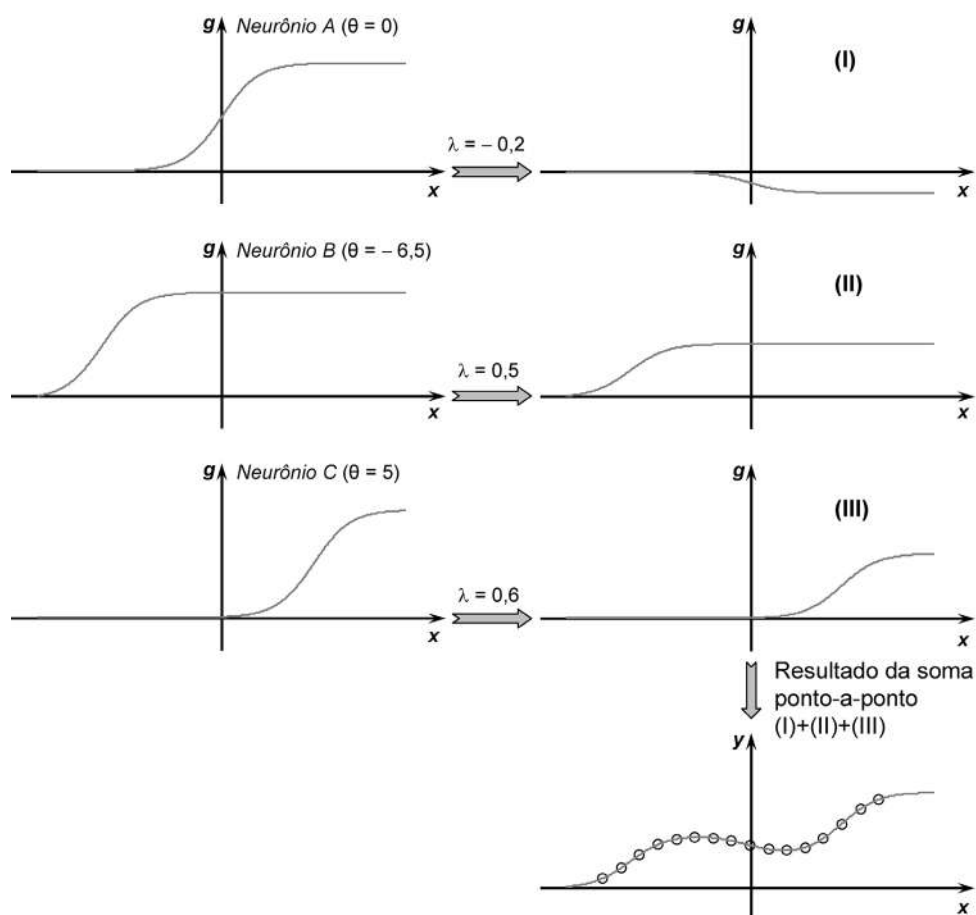 g Neurônio A (θ = 0)
x
λ = – 0,2
g
(I)
x
g Neurônio B (θ = – 6,5)
x
λ = 0,5
g
(II)
x
g Neurônio C (θ = 5)
x
λ = 0,6
g
(III)
x
Resultado da soma
ponto-a-ponto
(I)+(II)+(III)
y
x